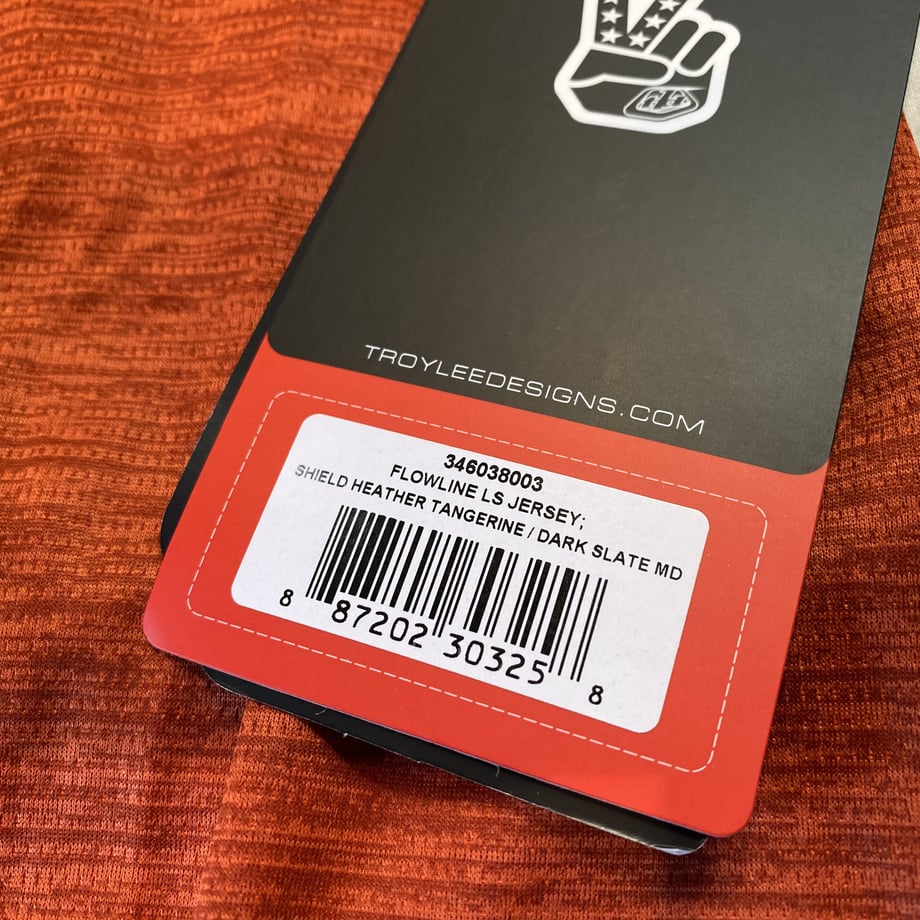 TROYLEEDESIGNS.COM
346038003
FLOWLINE LS JERSEY;
SHIELD HEATHER TANGERINE / DARK SLATE MD
8 87202 30325 8